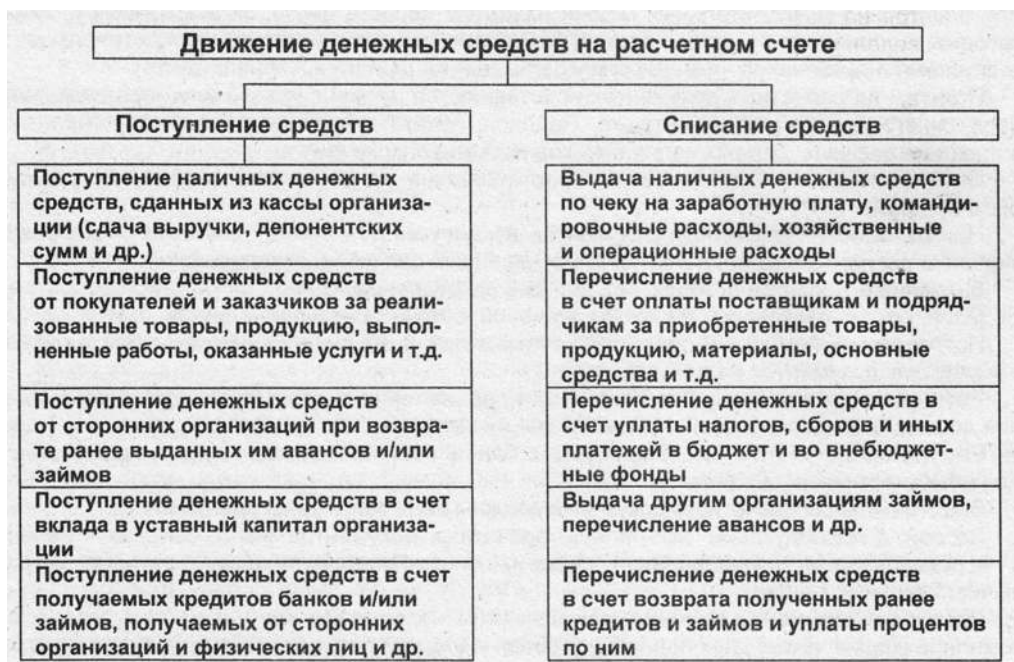 Движение денежных средств на расчетном счете
Поступление средств
Поступление наличных денежных
средств, сданных из кассы организа-
ции (сдача выручки, депонентских
сумм и др.)
Поступление денежных средств
от покупателей и заказчиков за реали-
зованные товары, продукцию, выпол-
ненные работы, оказанные услуги и т.д.
Поступление денежных средств
от сторонних организаций при возвра-
те ранее выданных им авансов и/или
займов
Поступление денежных средств в счет
вклада в уставный капитал организа-
ции
Поступление денежных средств в счет
получаемых кредитов банков и/или
займов, получаемых от сторонних
организаций и физических лиц и др.
Списание средств
Выдача наличных денежных средств
по чеку на заработную плату, команди-
ровочные расходы, хозяйственные
и операционные расходы
Перечисление денежных средств
в счет оплаты поставщикам и подряд-
чикам за приобретенные товары,
продукцию, материалы, основные
средства и т.д.
Перечисление денежных средств в
счет уплаты налогов, сборов и иных
платежей в бюджет и во внебюджет-
ные фонды
Выдача другим организациям займов,
перечисление авансов и др.
Перечисление денежных средств
в счет возврата полученных ранее
кредитов и займов и уплаты процентов
по ним